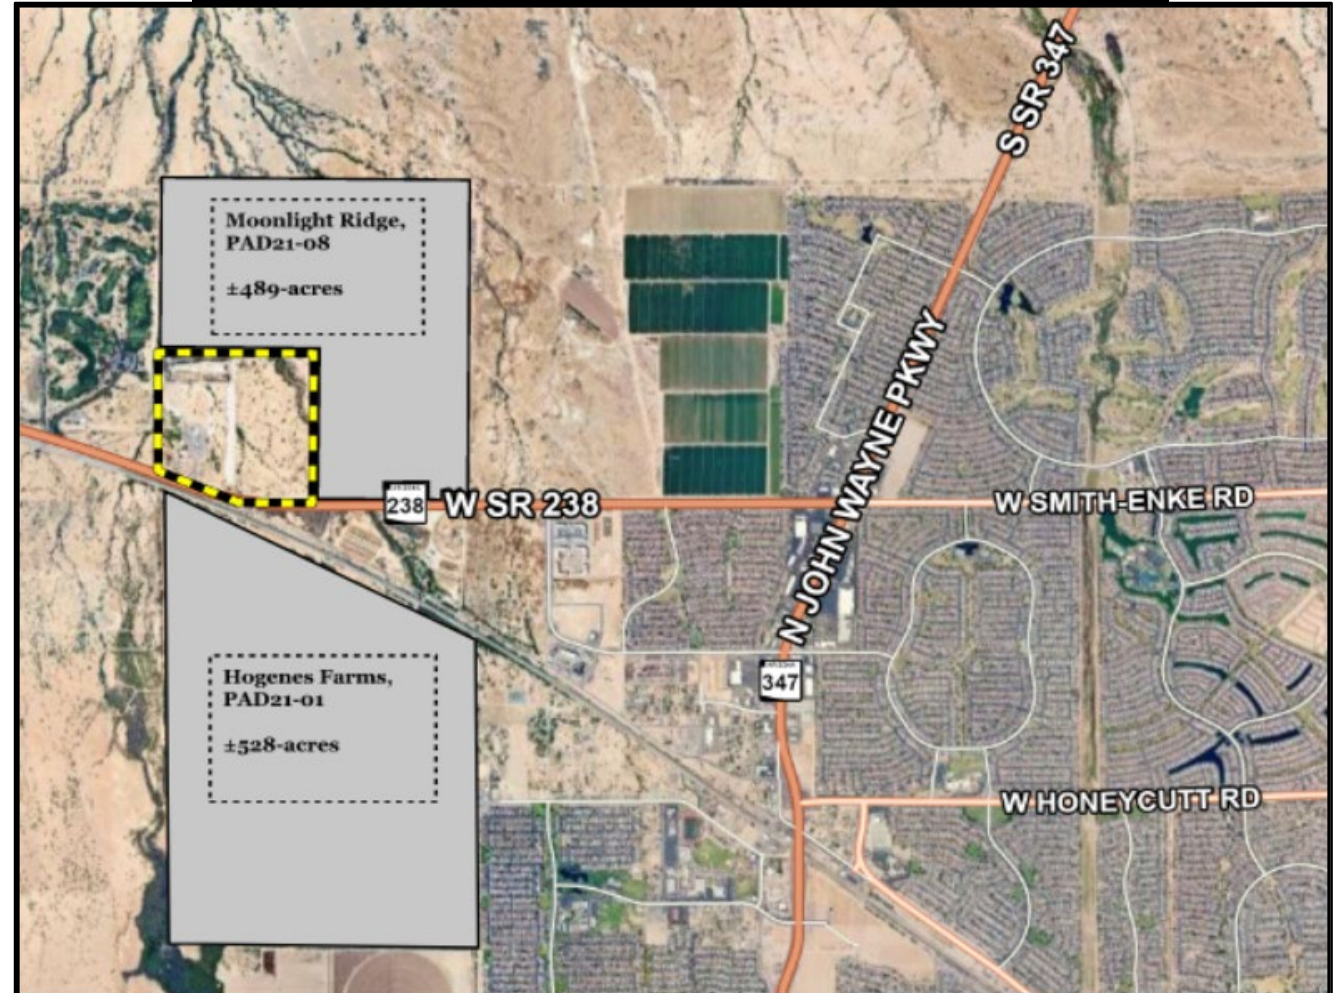 S SR 347
Moonlight Ridge,
PAD21-08
±489-acres
N JOHN WAYNE PKWY
238
W SR 238
W SMITH-ENKE RD
Hogenes Farms,
PAD21-01
±528-acres
347
W HONEYCUTT RD